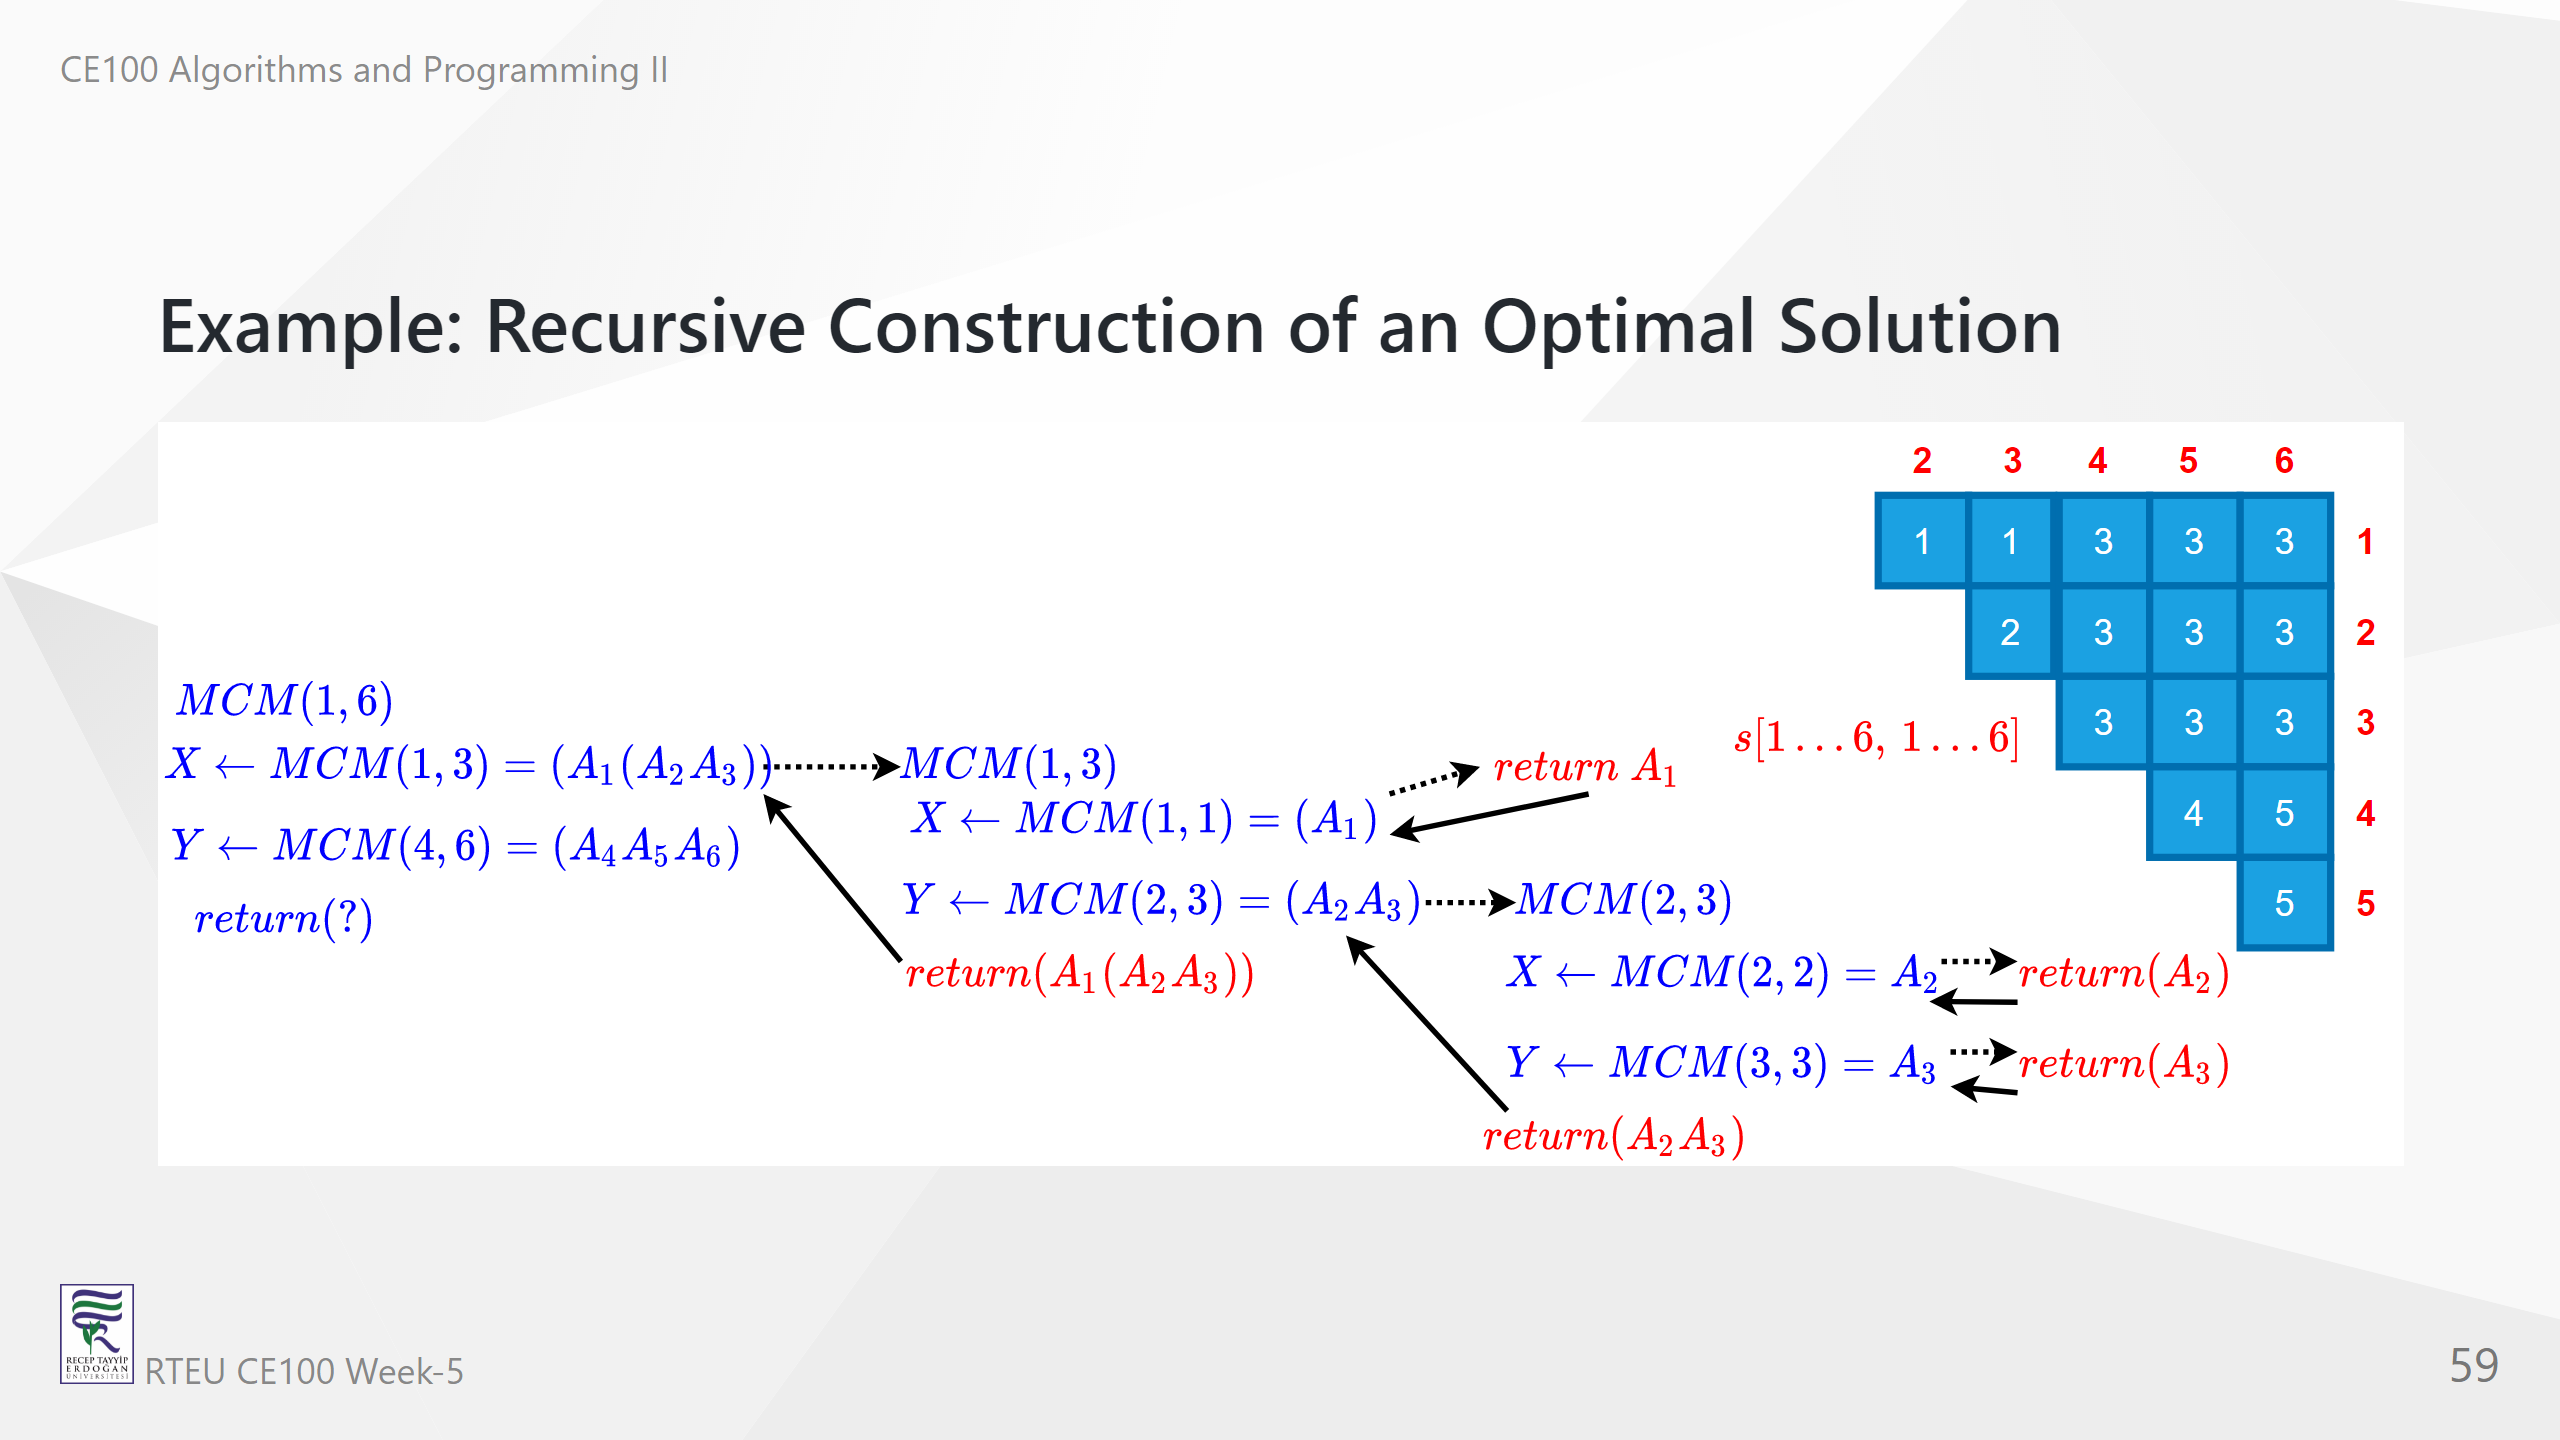 CE100 Algorithms and Programming II
Example: Recursive Construction of an Optimal Solution
2 3 4 5 6
1 1 3 3 3 1
2 3 3 3 2
3 3 3 3
4 5 4
5 5
s[1…6, 1…6]
MCM(1,6)
X ← MCM(1,3) = (A₁(A₂A₃))
Y ← MCM(4,6) = (A₄A₅A₆)
return(?)
MCM(1,3)
X ← MCM(1,1) = (A₁)
return A₁
Y ← MCM(2,3) = (A₂A₃)
return(A₁(A₂A₃))
MCM(2,3)
X ← MCM(2,2) = A₂
return(A₂)
Y ← MCM(3,3) = A₃
return(A₃)
return(A₂A₃)
RECEP TAYYİP
ERDOĞAN
ÜNİVERSİTESİ
RTEU CE100 Week-5
59